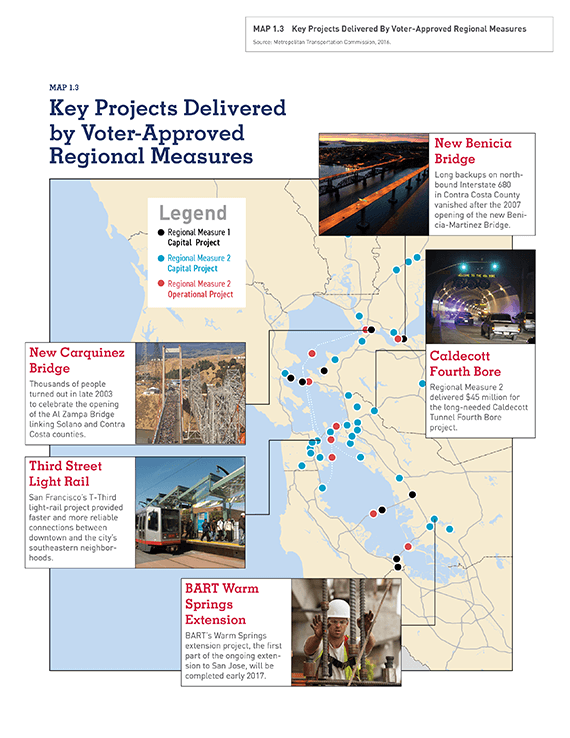 MAP 1.3 Key Projects Delivered By Voter-Approved Regional Measures
Source: Metropolitan Transportation Commission, 2016.
MAP 1.3
Key Projects Delivered
by Voter-Approved
Regional Measures
New Benicia
Bridge
Long backups on north-
bound Interstate 680
in Contra Costa County
vanished after the 2007
opening of the new Beni-
cia-Martinez Bridge.
Legend
Regional Measure 1
Capital Project
Regional Measure 2
Capital Project
Regional Measure 2
Operational Project
Caldecott
Fourth Bore
Regional Measure 2
delivered $45 million for
the long-needed Caldecott
Tunnel Fourth Bore
project.
New Carquinez
Bridge
Thousands of people
turned out in late 2003
to celebrate the opening
of the Al Zampa Bridge
linking Solano and Contra
Costa counties.
Third Street
Light Rail
San Francisco's T-Third
light-rail project provided
faster and more reliable
connections between
downtown and the city's
southeastern neighbor-
hoods.
BART Warm
Springs
Extension
BART's Warm Springs
extension project, the first
part of the ongoing exten-
sion to San Jose, will be
completed early 2017.